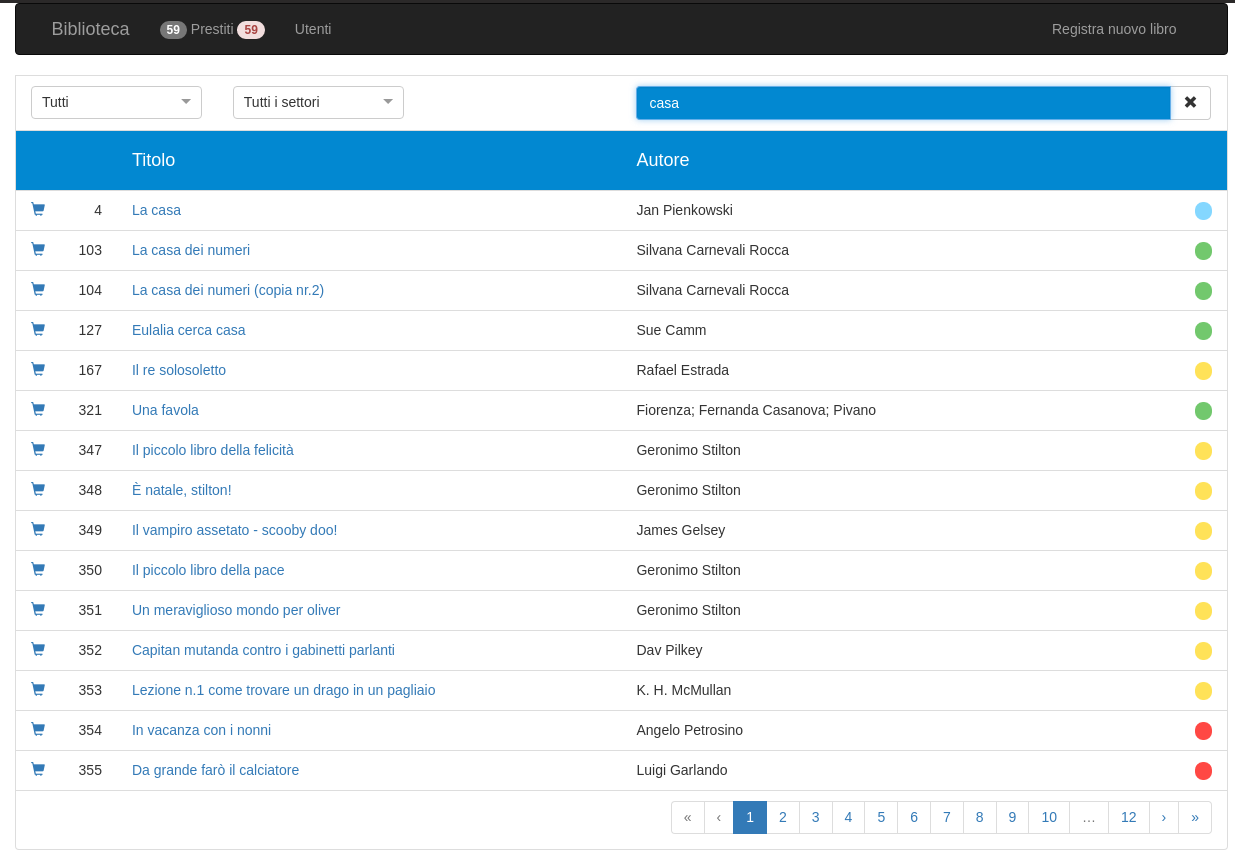 Biblioteca 59 Prestiti 59 Utenti Registra nuovo libro
Tutti Tutti i settori casa ✖
Titolo Autore
4 La casa Jan Pienkowski
103 La casa dei numeri Silvana Carnevali Rocca
104 La casa dei numeri (copia nr.2) Silvana Carnevali Rocca
127 Eulalia cerca casa Sue Camm
167 Il re solosoletto Rafael Estrada
321 Una favola Fiorenza; Fernanda Casanova; Pivano
347 Il piccolo libro della felicità Geronimo Stilton
348 È natale, stilton! Geronimo Stilton
349 Il vampiro assetato - scooby doo! James Gelsey
350 Il piccolo libro della pace Geronimo Stilton
351 Un meraviglioso mondo per oliver Geronimo Stilton
352 Capitan mutanda contro i gabinetti parlanti Dav Pilkey
353 Lezione n.1 come trovare un drago in un pagliaio K. H. McMullan
354 In vacanza con i nonni Angelo Petrosino
355 Da grande farò il calciatore Luigi Garlando
« ‹ 1 2 3 4 5 6 7 8 9 10 … 12 › »